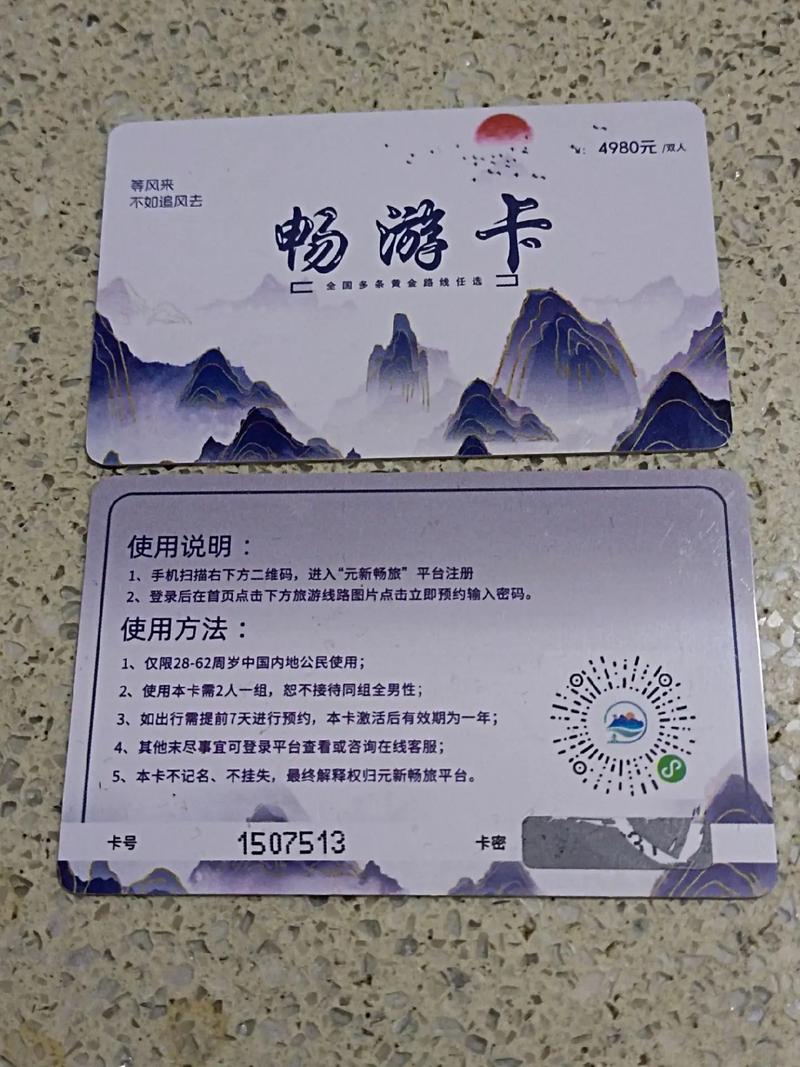 等风来
不如追风去
4980元/双人
畅游卡
全国多条黄金路线任选
使用说明：
1、手机扫描右下方二维码，进入“元新畅旅”平台注册
2、登录后在首页点击下方旅游线路图片点击立即预约输入密码。
使用方法：
1、仅限28-62周岁中国内地公民使用；
2、使用本卡需2人一组，恕不接待同组全男性；
3、如出行需提前7天进行预约，本卡激活后有效期为一年；
4、其他末尽事宜可登录平台查看或咨询在线客服；
5、本卡不记名、不挂失，最终解释权归元新畅旅平台。
卡号 1507513 卡密